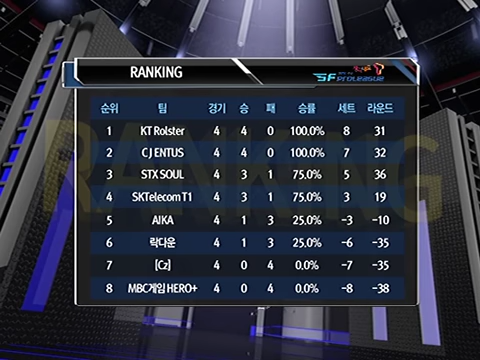 RANKING
SF PROLEAGUE
순위 팀 경기 승 패 승률 세트 라운드
1 KT Rolster 4 4 0 100.0% 8 31
2 CJ ENTUS 4 4 0 100.0% 7 32
3 STX SOUL 4 3 1 75.0% 5 36
4 SKTelecom T1 4 3 1 75.0% 3 19
5 AIKA 4 1 3 25.0% -3 -10
6 락다운 4 1 3 25.0% -6 -35
7 [Cz] 4 0 4 0.0% -7 -35
8 MBC게임 HERO+ 4 0 4 0.0% -8 -38
RANKING